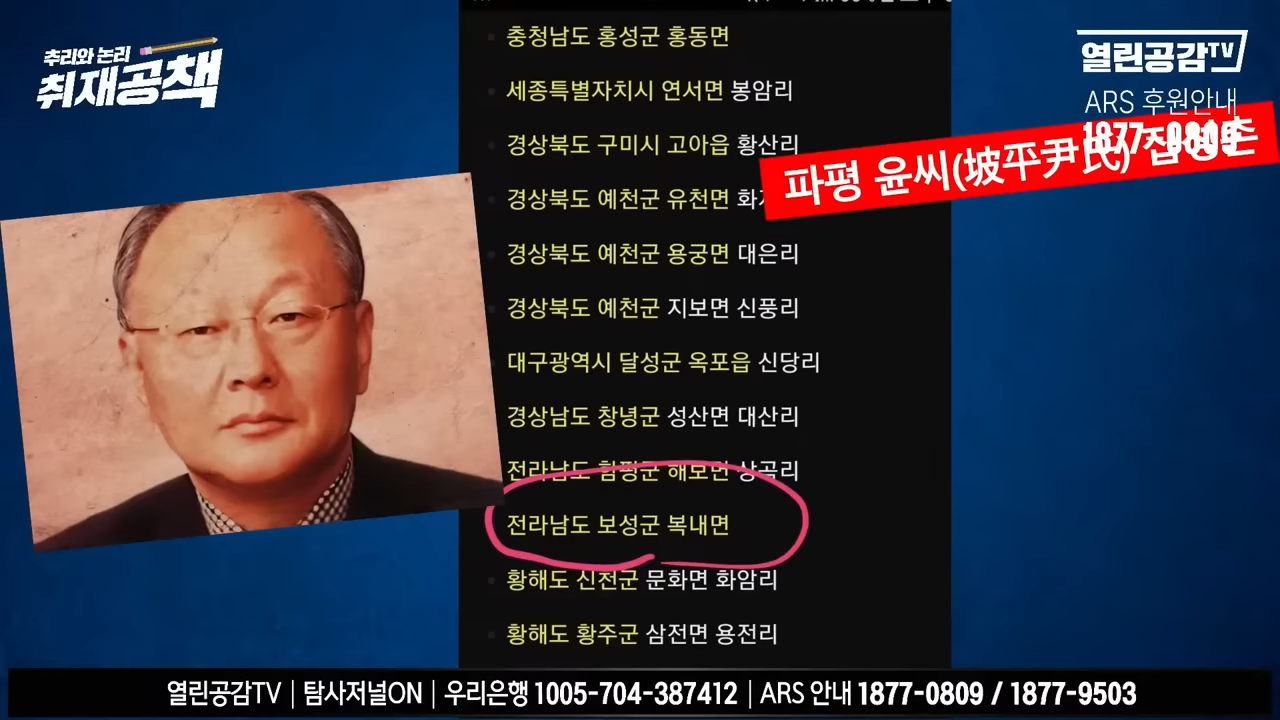 추리와 논리
취재공책
충청남도 홍성군 홍동면
세종특별자치시 연서면 봉암리
경상북도 구미시 고아읍 황산리
경상북도 예천군 유천면
경상북도 예천군 용궁면 대은리
경상북도 예천군 지보면 신풍리
대구광역시 달성군 옥포읍 신당리
경상남도 창녕군 성산면 대산리
전라남도 함평군 해보면 상곡리
전라남도 보성군 복내면
황해도 신천군 문화면 화암리
황해도 황주군 삼전면 용전리
열린공감TV
ARS 후원안내
1877-0809
파평 윤씨(坡平尹氏)
열린공감TV | 탐사저널ON | 우리은행 1005-704-387412 | ARS 안내 1877-0809 / 1877-9503